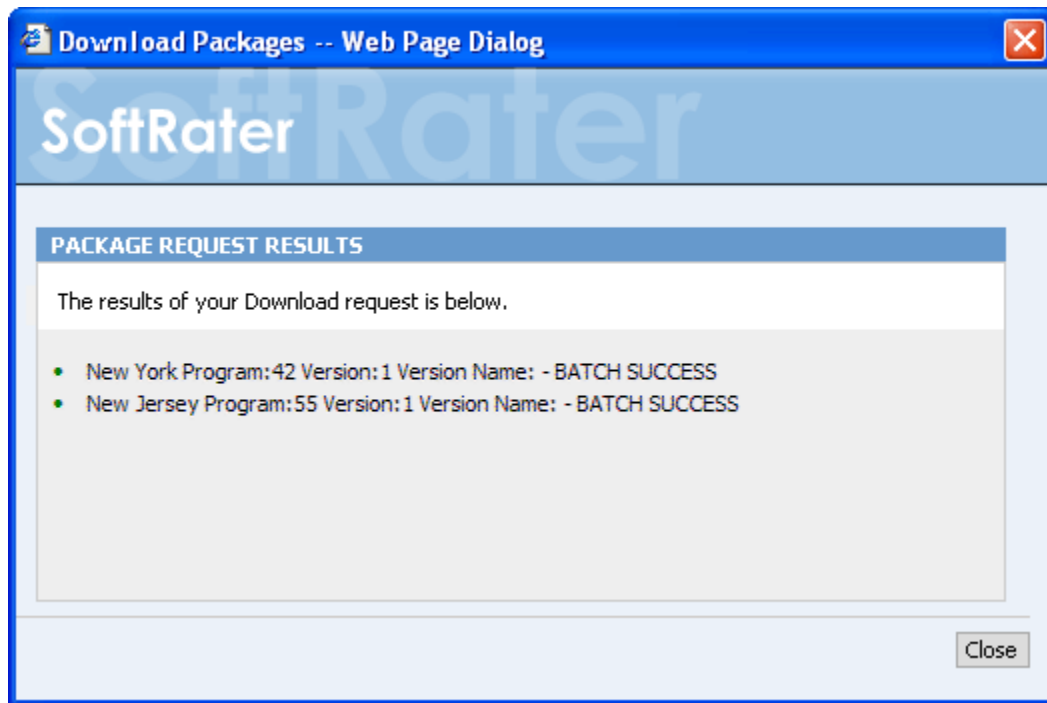 Download Packages -- Web Page Dialog
SoftRater
SoftRater
PACKAGE REQUEST RESULTS
The results of your Download request is below.
New York Program:42 Version:1 Version Name: - BATCH SUCCESS
New Jersey Program:55 Version:1 Version Name: - BATCH SUCCESS
Close